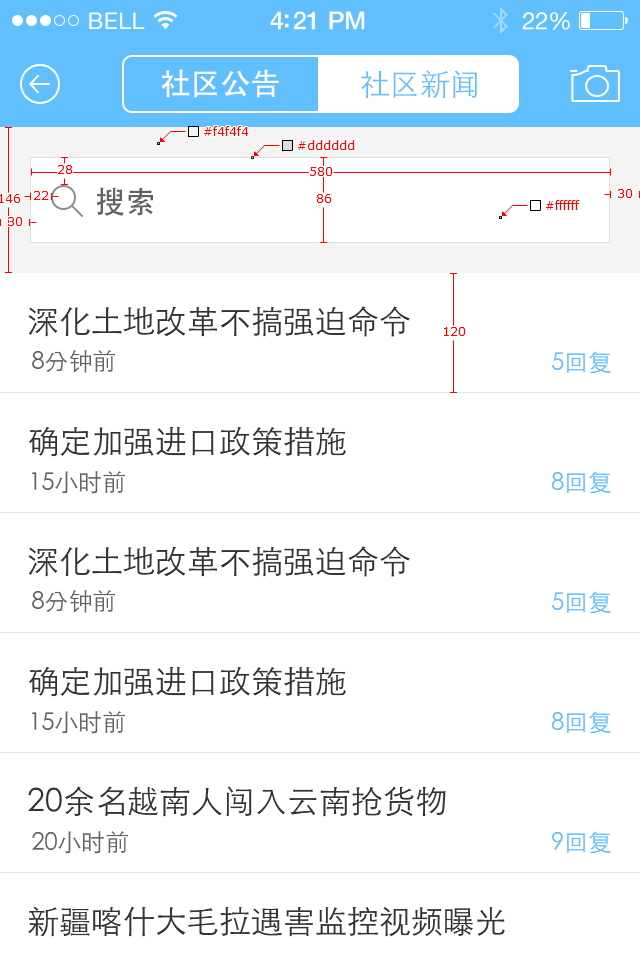 BELL 4:21 PM 22%
社区公告 社区新闻
#f4f4f4
#dddddd
28
580
146
22
搜索
86
30
#ffffff
30
深化土地改革不搞强迫命令
120
8分钟前 5回复
确定加强进口政策措施
15小时前 8回复
深化土地改革不搞强迫命令
8分钟前 5回复
确定加强进口政策措施
15小时前 8回复
20余名越南人闯入云南抢货物
20小时前 9回复
新疆喀什大毛拉遇害监控视频曝光